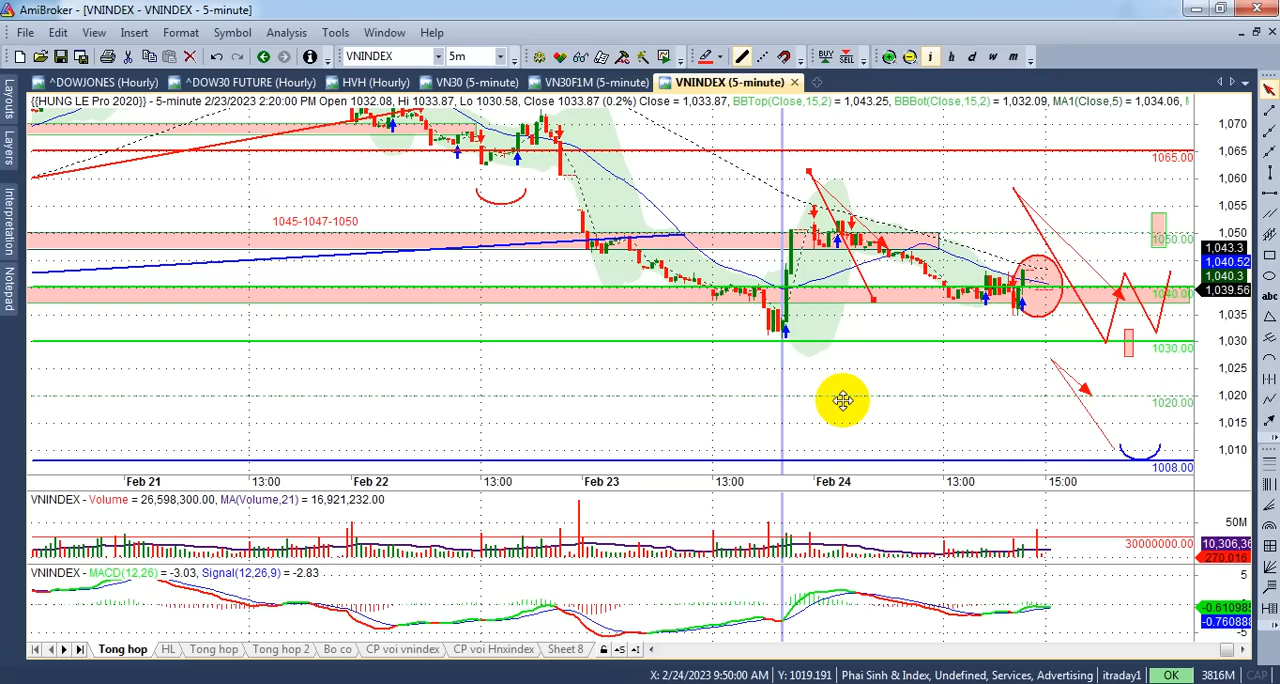 AmiBroker - [VNINDEX - VNINDEX - 5-minute]
File Edit View Insert Format Symbol Analysis Tools Window Help
VNINDEX 5m BUY SELL i h d w m
^DOWJONES (Hourly) ^DOW30 FUTURE (Hourly) HVH (Hourly) VN30 (5-minute) VN30F1M (5-minute) VNINDEX (5-minute)
Layouts
Layers
Interpretation
Notepad
{{HUNG LE Pro 2020}} - 5-minute 2/23/2023 2:20:00 PM Open 1032.08, Hi 1033.87, Lo 1030.58, Close 1033.87 (0.2%) Close = 1,033.87, BBTop(Close,15,2) = 1,043.25, BBBot(Close,15,2) = 1,032.09, MA1(Close,5) = 1,034.06,
1,070
1,065
1065.00
1,060
1,055
1045-1047-1050
1,050
1050.00
1,043.3
1,040.52
1,040.3
1,039.56
1040.00
1,035
1,030
1030.00
1,025
1,020
1020.00
1,015
1,010
1008.00
Feb 21 13:00 Feb 22 13:00 Feb 23 13:00 Feb 24 13:00 15:00
VNINDEX - Volume = 26,598,300.00, MA(Volume,21) = 16,921,232.00
50M
30000000.00
10,306,36
270,016
VNINDEX - MACD(12,26) = -3.03, Signal(12,26,9) = -2.83
5
-0.610985
-0.760888
-5
Tong hop HL Tong hop Tong hop 2 Bo co CP voi vnindex CP voi Hnxindex Sheet 8
X: 2/24/2023 9:50:00 AM Y: 1019.191 Phai Sinh & Index, Undefined, Services, Advertising itraday1 OK 3816M CAP